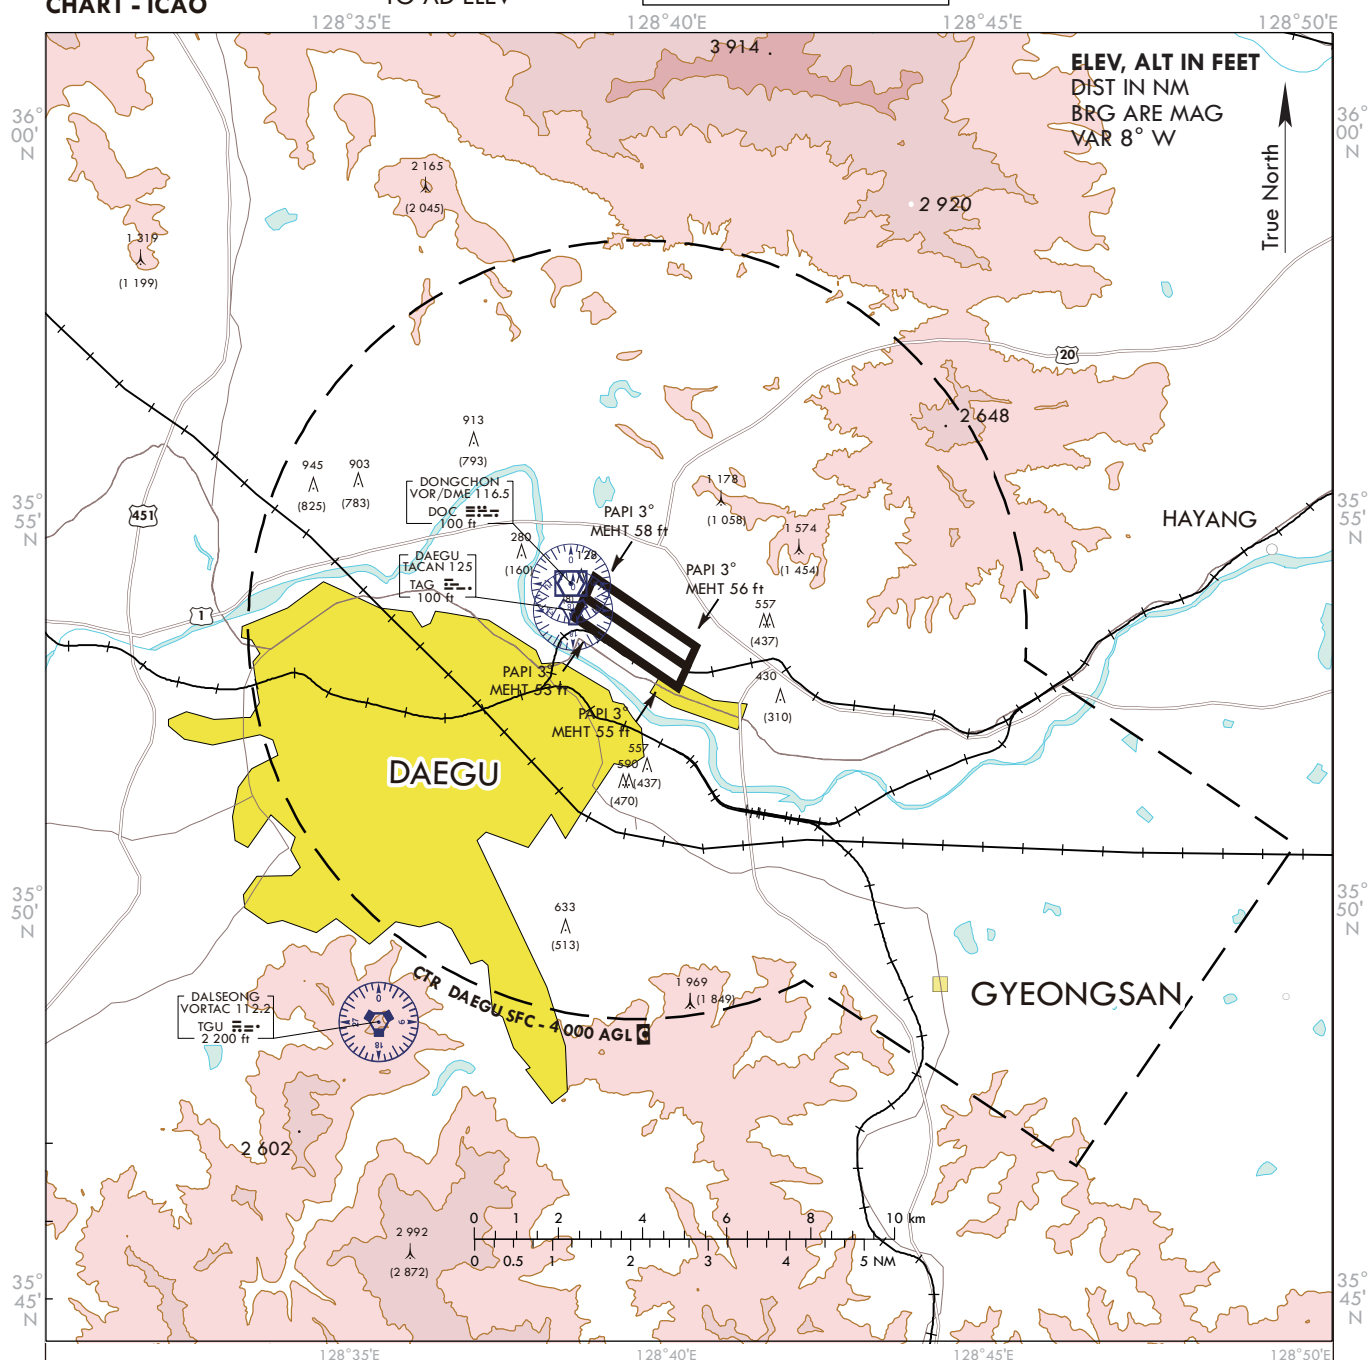 CHART - ICAO
TO AD ELEV
128°35'E
128°40'E
128°45'E
128°50'E
3 914
ELEV, ALT IN FEET
DIST IN NM
BRG ARE MAG
VAR 8° W
True North
36°
00'
N
36°
00'
N
2 165
(2 045)
2 920
1 319
(1 199)
20
2 648
913
(793)
945
(825)
903
(783)
DONGCHON
VOR/DME 116.5
DOC
100 ft
1 178
(1 058)
35°
55'
N
35°
55'
N
451
PAPI 3°
MEHT 58 ft
HAYANG
1 574
(1 454)
280
(160)
128
DAEGU
TACAN 125
TAG
100 ft
PAPI 3°
MEHT 56 ft
557
(437)
1
PAPI 3°
MEHT 53 ft
430
(310)
PAPI 3°
MEHT 55 ft
557
(437)
590
(470)
DAEGU
35°
50'
N
35°
50'
N
633
(513)
CTR DAEGU SFC - 4 000 AGL C
1 969
(1 849)
GYEONGSAN
DALSEONG
VORTAC 112.2
TGU
2 200 ft
0
9
18
27
2 602
2 992
(2 872)
0 1 2 4 6 8 10 km
0 0.5 1 2 3 4 5 NM
35°
45'
N
35°
45'
N
128°35'E
128°40'E
128°45'E
128°50'E